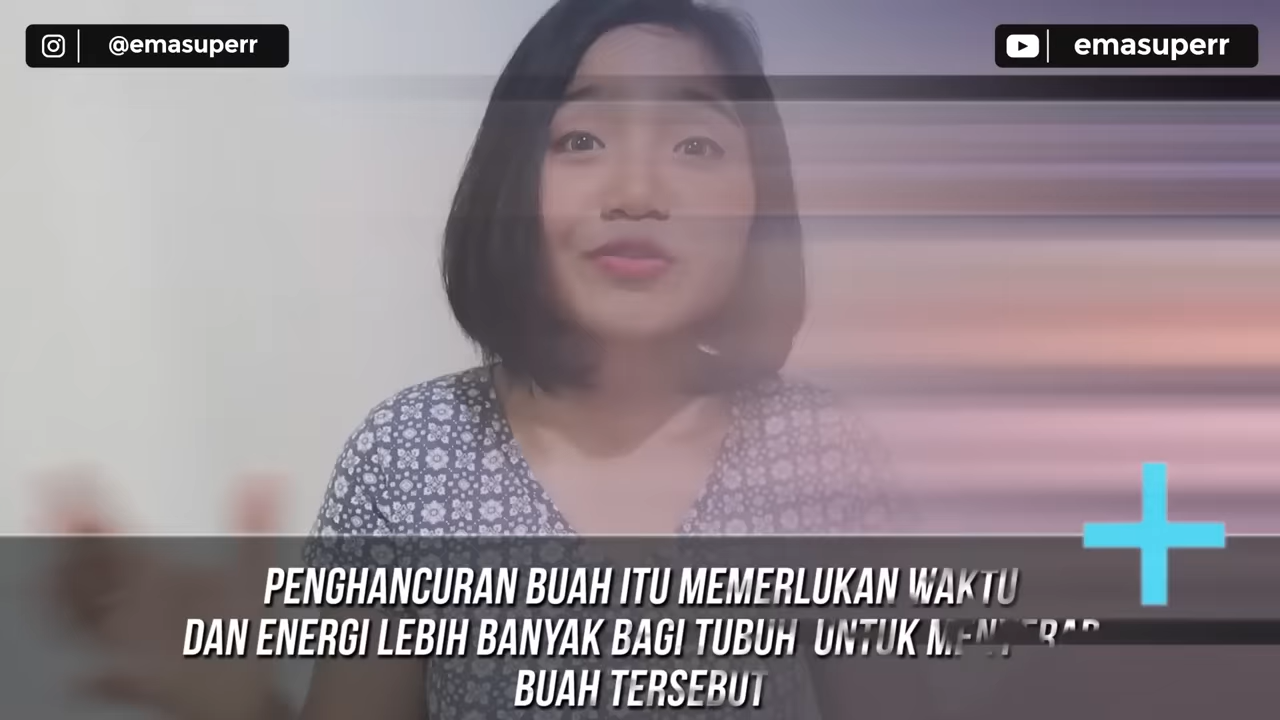 @emasuperr
emasuperr
PENGHANCURAN BUAH ITU MEMERLUKAN WAKTU
DAN ENERGI LEBIH BANYAK BAGI TUBUH UNTUK
BUAH TERSEBUT